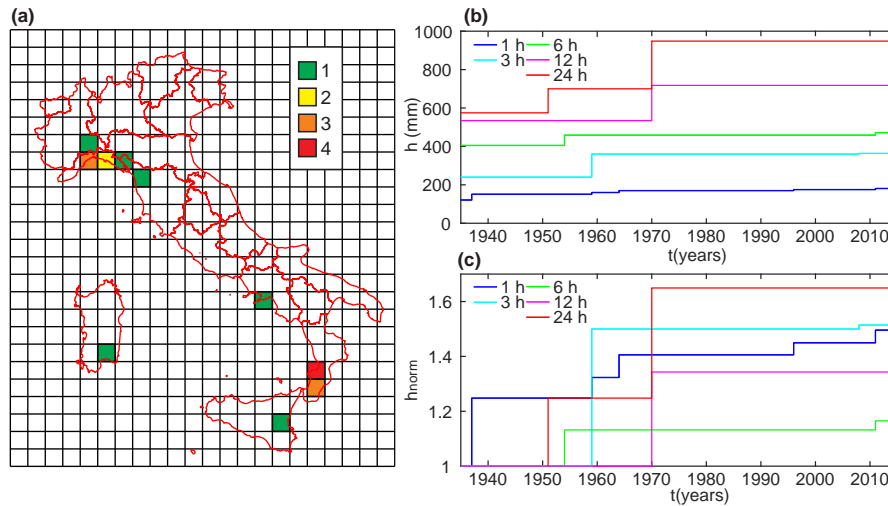 (a)
1
2
3
4
(b)
h (mm)
1000
800
600
400
200
0
1 h
3 h
6 h
12 h
24 h
1940 1950 1960 1970 1980 1990 2000 2010
t(years)
(c)
hnorm
1.6
1.4
1.2
1
1 h
3 h
6 h
12 h
24 h
1940 1950 1960 1970 1980 1990 2000 2010
t(years)